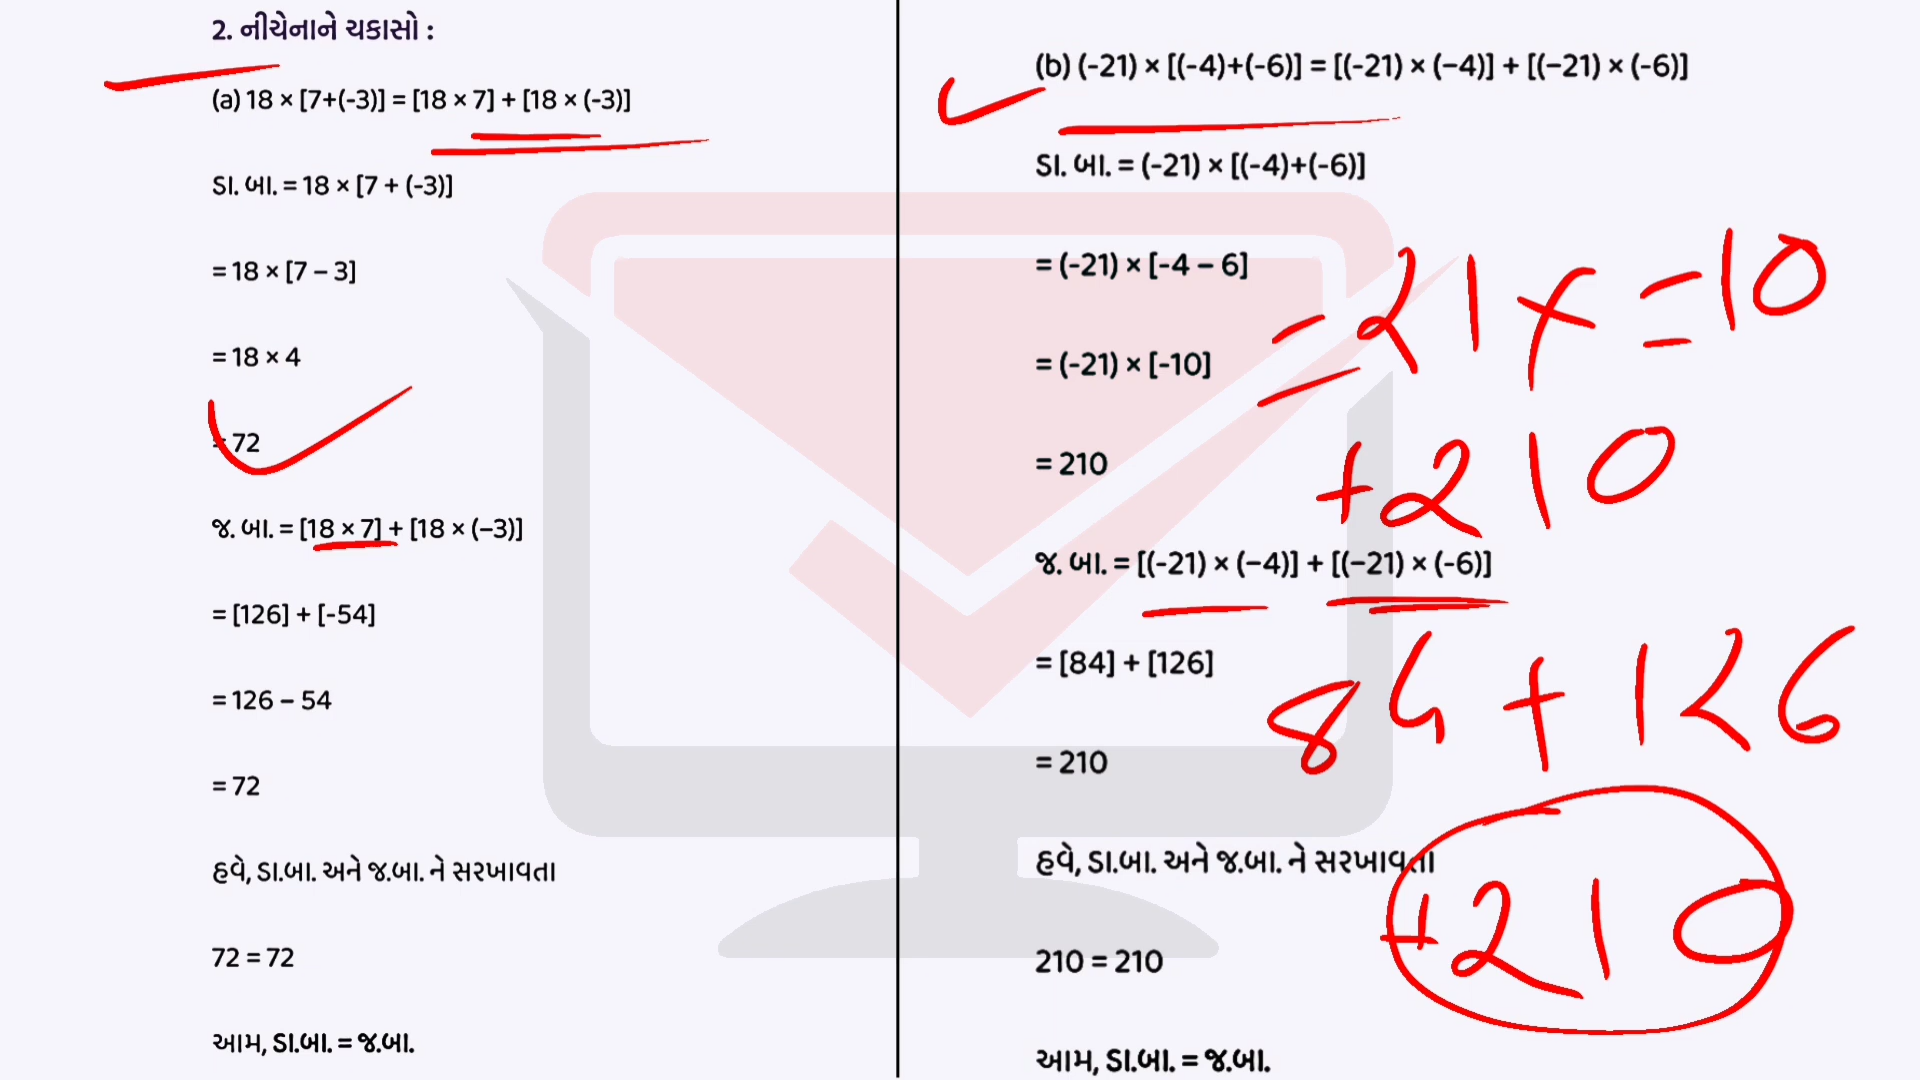 2. નીચેનાને ચકાસો :
(a) 18 × [7+(-3)] = [18 × 7] + [18 × (-3)]
ડા. બા. = 18 × [7 + (-3)]
= 18 × [7 – 3]
= 18 × 4
= 72
જ. બા. = [18 × 7] + [18 × (–3)]
= [126] + [-54]
= 126 – 54
= 72
હવે, ડા.બા. અને જ.બા. ને સરખાવતા
72 = 72
આમ, ડા.બા. = જ.બા.
(b) (-21) × [(-4)+(-6)] = [(-21) × (–4)] + [(–21) × (-6)]
ડા. બા. = (-21) × [(-4)+(-6)]
= (-21) × [-4 – 6]
-21 × -10
= (-21) × [-10]
= 210
+210
જ. બા. = [(-21) × (–4)] + [(–21) × (-6)]
= [84] + [126]
84 + 126
= 210
હવે, ડા.બા. અને જ.બા. ને સરખાવતા
+210
210 = 210
આમ, ડા.બા. = જ.બા.